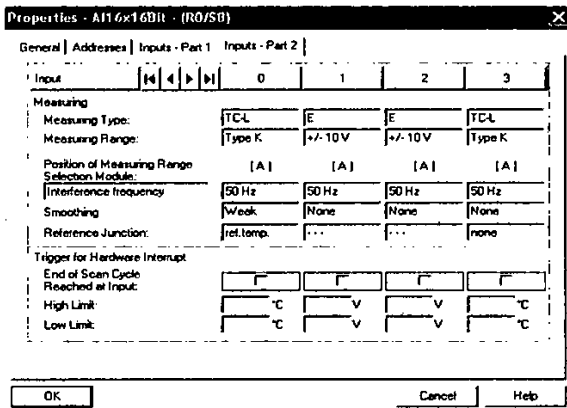 Properties - AI16x16Bit - (R0/S8)
General Addresses Inputs - Part 1 Inputs - Part 2
Input 0 1 2 3
Measuring
Measuring Type: TC-L E E TC-L
Measuring Range: Type K +/- 10 V +/- 10 V Type K
Position of Measuring Range [A] [A] [A] [A]
Selection Module:
Interference frequency 50 Hz 50 Hz 50 Hz 50 Hz
Smoothing Weak None None None
Reference Junction: ref.temp. --- --- none
Trigger for Hardware Interrupt
End of Scan Cycle
Reached at Input:
High Limit: °C V V °C
Low Limit: °C V V °C
OK Cancel Help